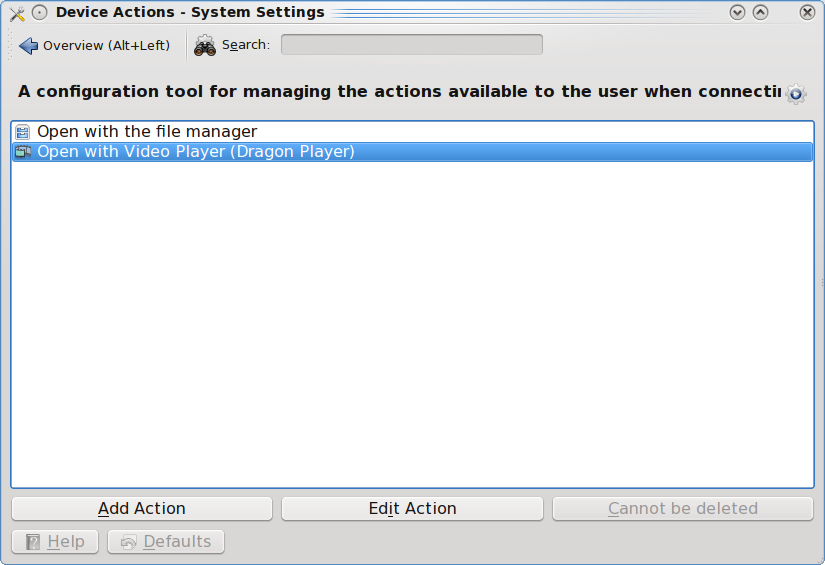 Device Actions - System Settings
Overview (Alt+Left) Search:
A configuration tool for managing the actions available to the user when connectin
Open with the file manager
Open with Video Player (Dragon Player)
Add Action Edit Action Cannot be deleted
Help Defaults